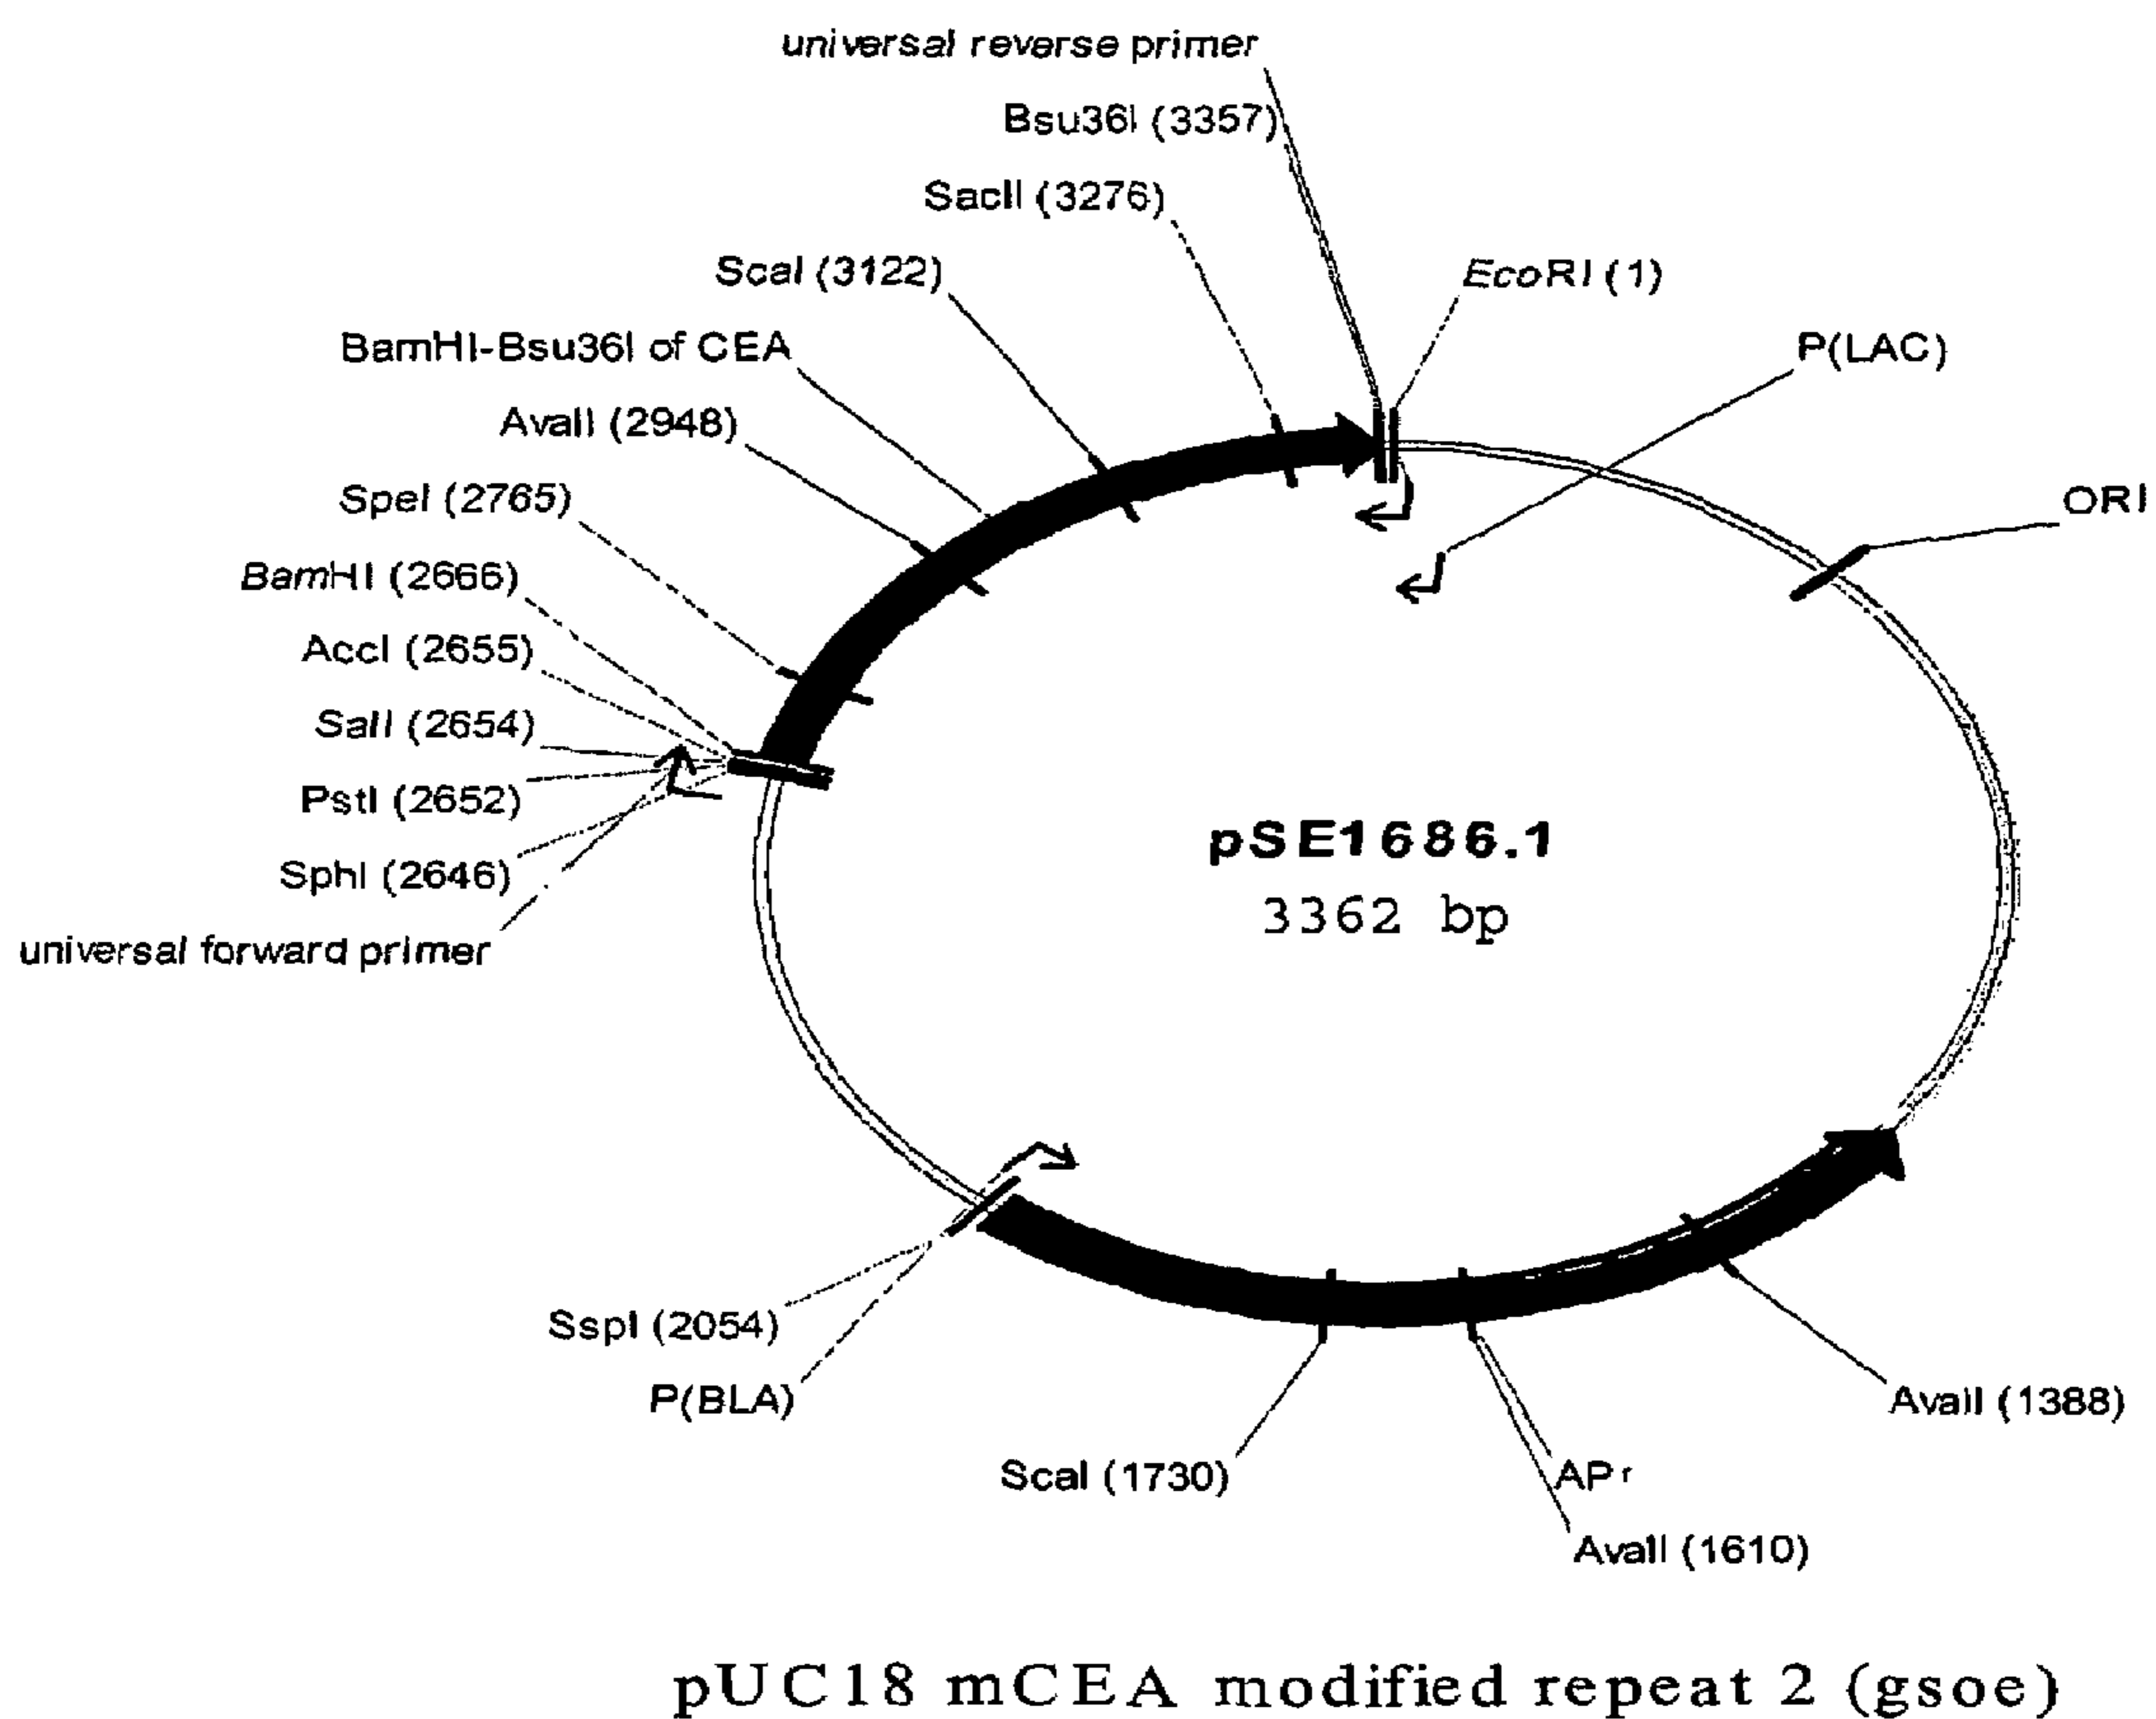 universal reverse primer
Bsu36I (3357)
SacII (3276)
ScaI (3122)
EcoRI (1)
BamHI-Bsu36I of CEA
P(LAC)
AvaII (2948)
SpeI (2765)
ORI
BamHI (2666)
AccI (2655)
SalI (2654)
PstI (2652)
SphI (2646)
universal forward primer
pSE1686.1
3362 bp
SspI (2054)
P(BLA)
AvaII (1388)
ScaI (1730)
APr
AvaII (1610)
pUC18 mCEA modified repeat 2 (gsoe)